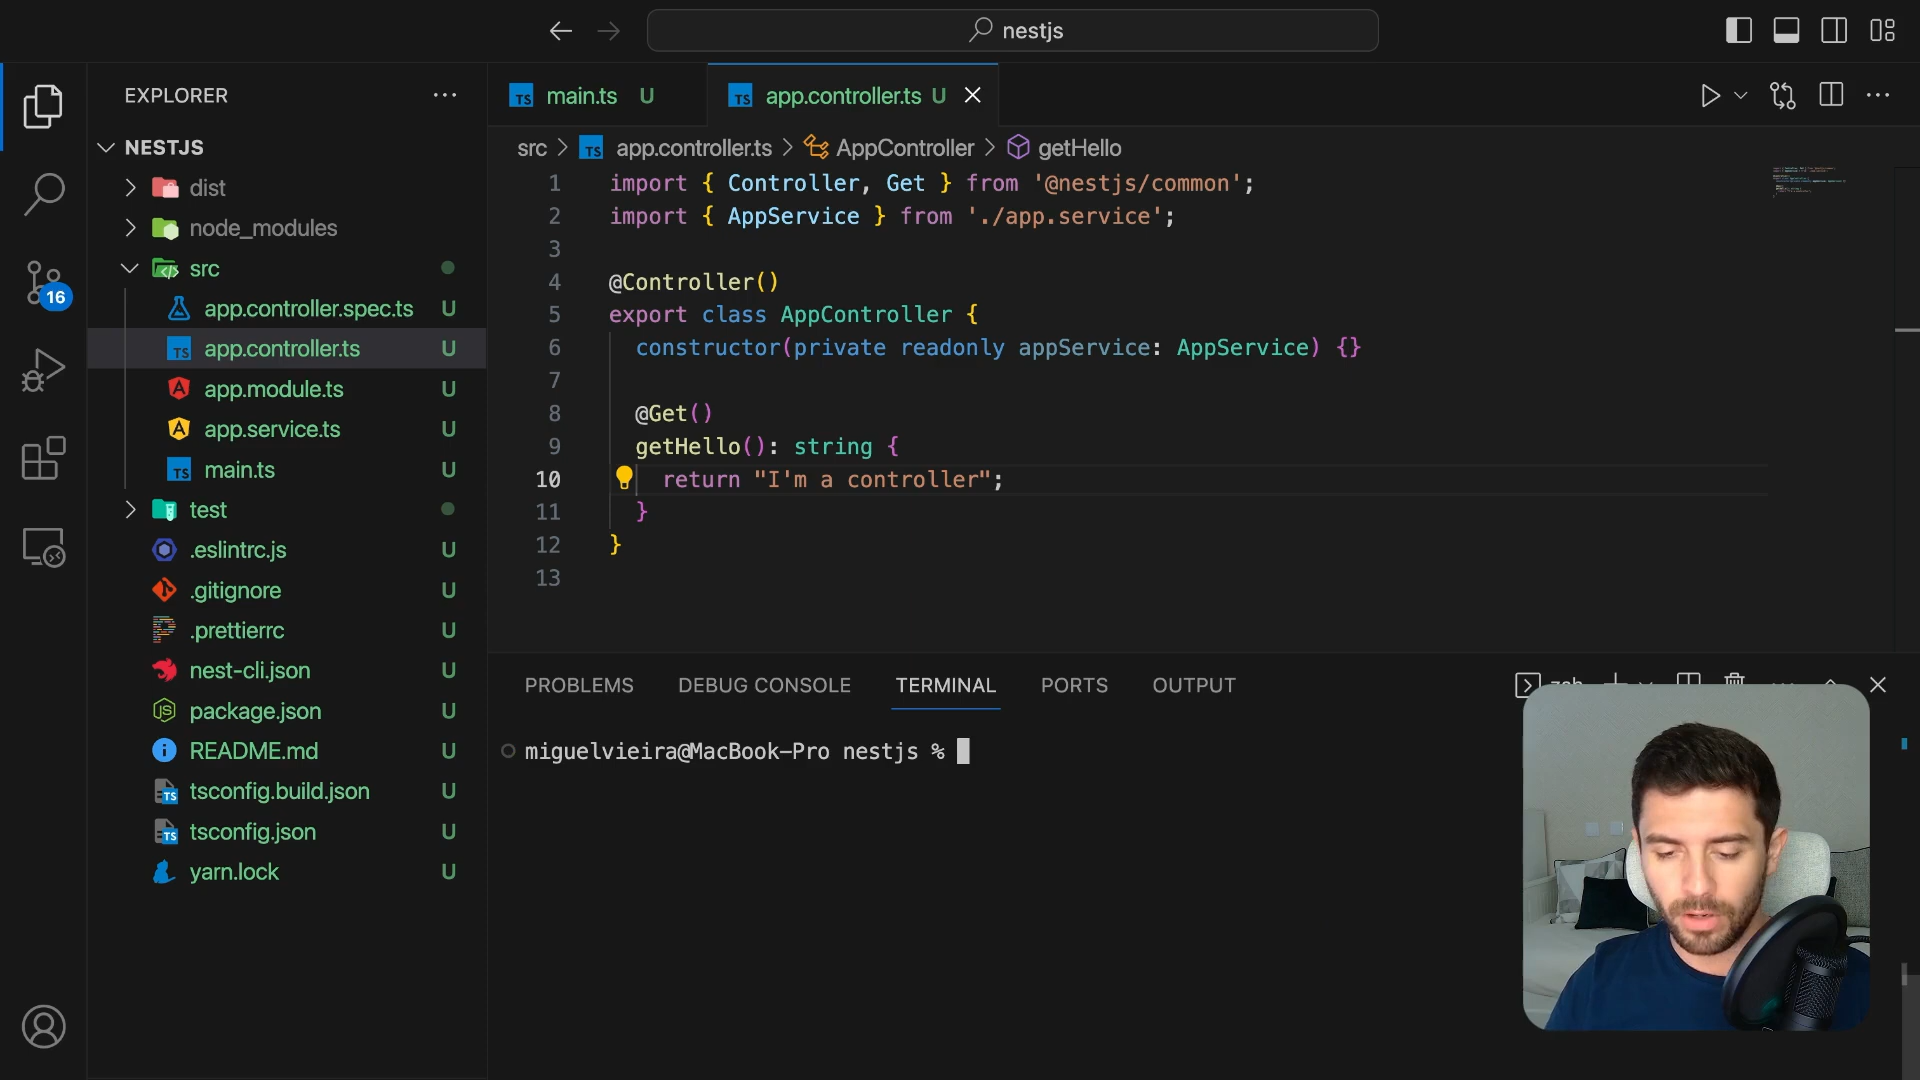 nestjs
EXPLORER
NESTJS
dist
node_modules
src
app.controller.spec.ts U
app.controller.ts U
app.module.ts U
app.service.ts U
main.ts U
test
.eslintrc.js U
.gitignore U
.prettierrc U
nest-cli.json U
package.json U
README.md U
tsconfig.build.json U
tsconfig.json U
yarn.lock U
16
main.ts U
app.controller.ts U
src > app.controller.ts > AppController > getHello
1 import { Controller, Get } from '@nestjs/common';
2 import { AppService } from './app.service';
3
4 @Controller()
5 export class AppController {
6 constructor(private readonly appService: AppService) {}
7
8 @Get()
9 getHello(): string {
10 return "I'm a controller";
11 }
12 }
13
PROBLEMS DEBUG CONSOLE TERMINAL PORTS OUTPUT
miguelvieira@MacBook-Pro nestjs %